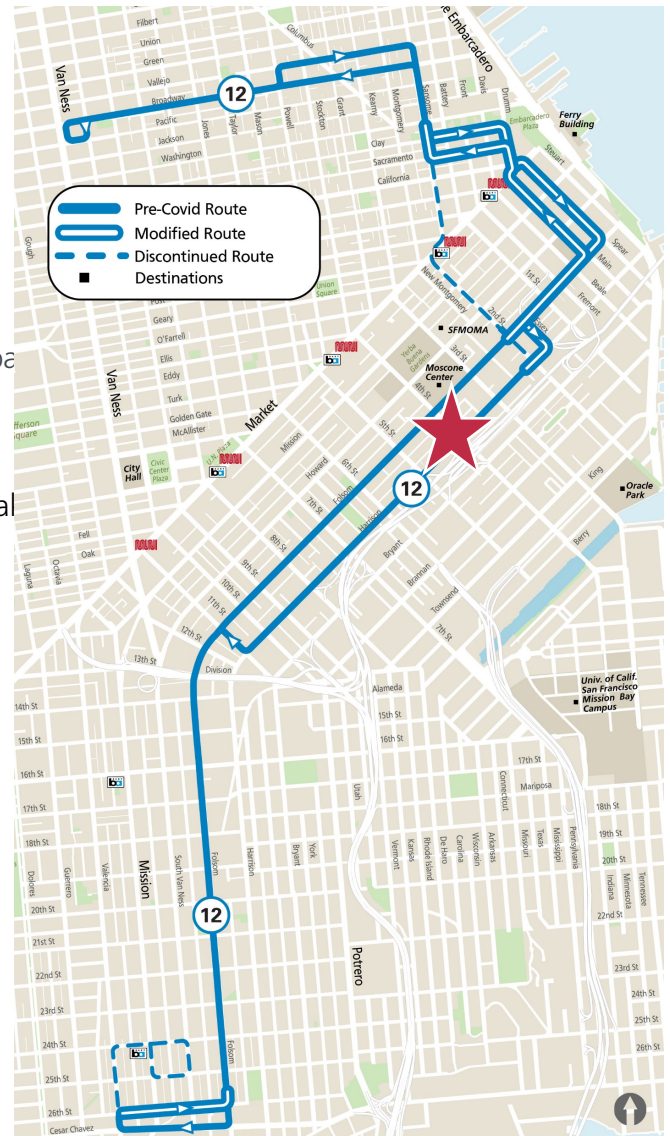 Filbert
Union
Green
Vallejo
Broadway
Pacific
Jackson
Washington
Van Ness
Columbus
The Embarcadero
12
Jones
Taylor
Mason
Powell
Stockton
Grant
Kearny
Montgomery
Sansome
Battery
Front
Davis
Drumm
Embarcadero
Plaza
Ferry
Building
Steuart
Clay
Sacramento
California
Pre-Covid Route
Modified Route
Discontinued Route
Destinations
Gough
Union
Square
Post
Geary
O'Farrell
Ellis
Eddy
Turk
Golden Gate
McAllister
Van Ness
Market
New Montgomery
2nd St
1st St
Essex
Spear
Main
Beale
Fremont
SFMOMA
Yerba
Buena
Gardens
3rd St
Moscone
Center
4th St
5th St
Mission
Howard
6th St
Folsom
7th St
Harrison
12
fferson
quare
City
Hall
Civic
Center
Plaza
U.N. Plaza
King
Oracle
Park
Berry
Bryant
Brannan
Townsend
7th St
8th St
9th St
10th St
11th St
12th St
13th St
Division
Fell
Oak
Laguna
Octavia
al
Univ. of Calif.
San Francisco
Mission Bay
Campus
Alameda
15th St
16th St
14th St
15th St
16th St
17th St
18th St
20th St
21st St
22nd St
23rd St
24th St
25th St
26th St
Cesar Chavez
Dolores
Guerrero
Valencia
Mission
South Van Ness
Folsom
Harrison
Bryant
York
Utah
Potrero
Vermont
Kansas
Rhode Island
De Haro
Carolina
Wisconsin
Arkansas
Connecticut
Missouri
Texas
Mississippi
Pennsylvania
17th St
Mariposa
18th St
19th St
20th St
Indiana
Minnesota
Tennessee
22nd St
23rd St
24th St
25th St
26th St
12
Folsom